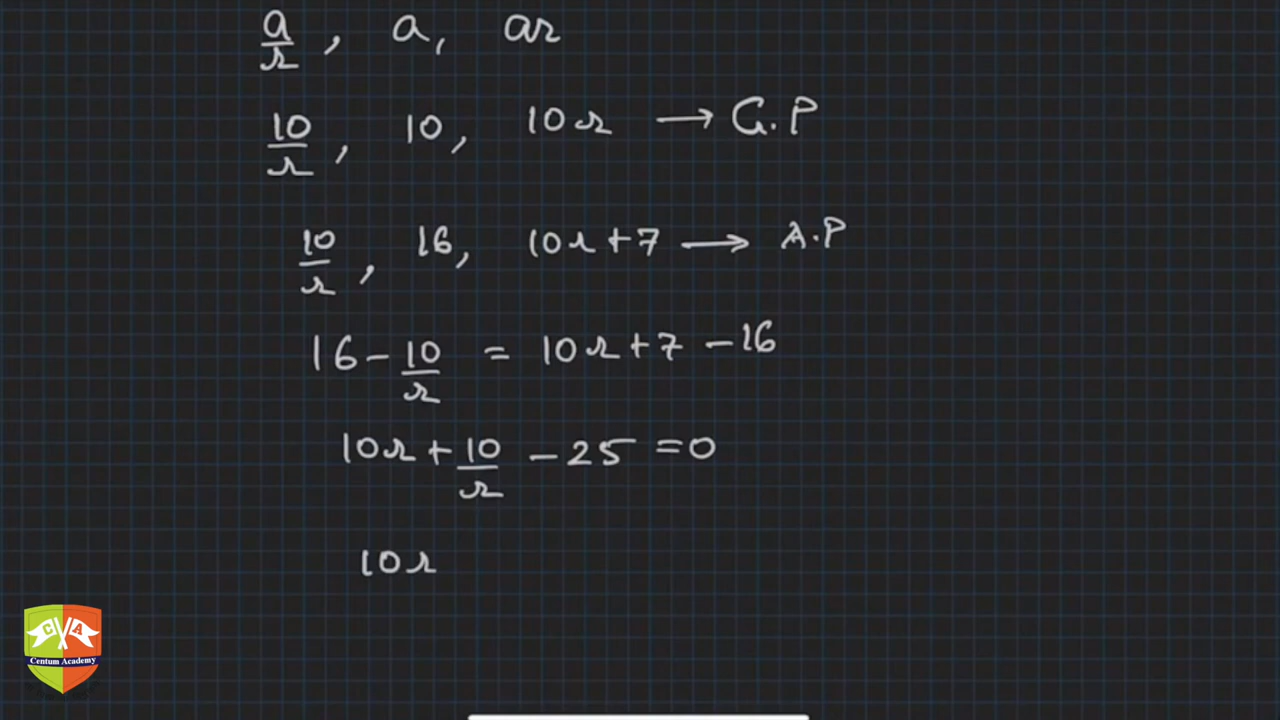 a/r, a, ar
10/r, 10, 10r → G.P
10/r, 16, 10r+7 → A.P
16 - 10/r = 10r+7 - 16
10r + 10/r - 25 = 0
10r
C A
Centum Academy